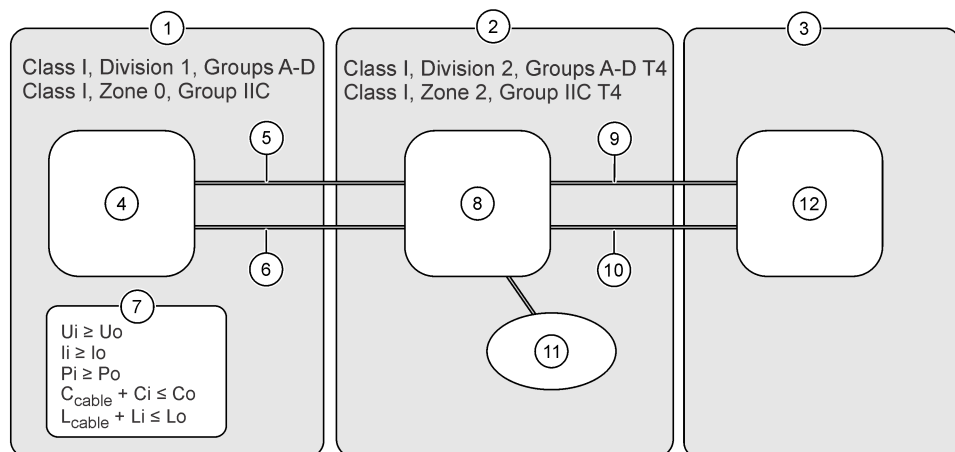 1
2
3
Class I, Division 1, Groups A-D
Class I, Zone 0, Group IIC
Class I, Division 2, Groups A-D T4
Class I, Zone 2, Group IIC T4
5
9
4
8
12
6
10
7
Ui ≥ Uo
Ii ≥ Io
Pi ≥ Po
C_cable + Ci ≤ Co
L_cable + Li ≤ Lo
11